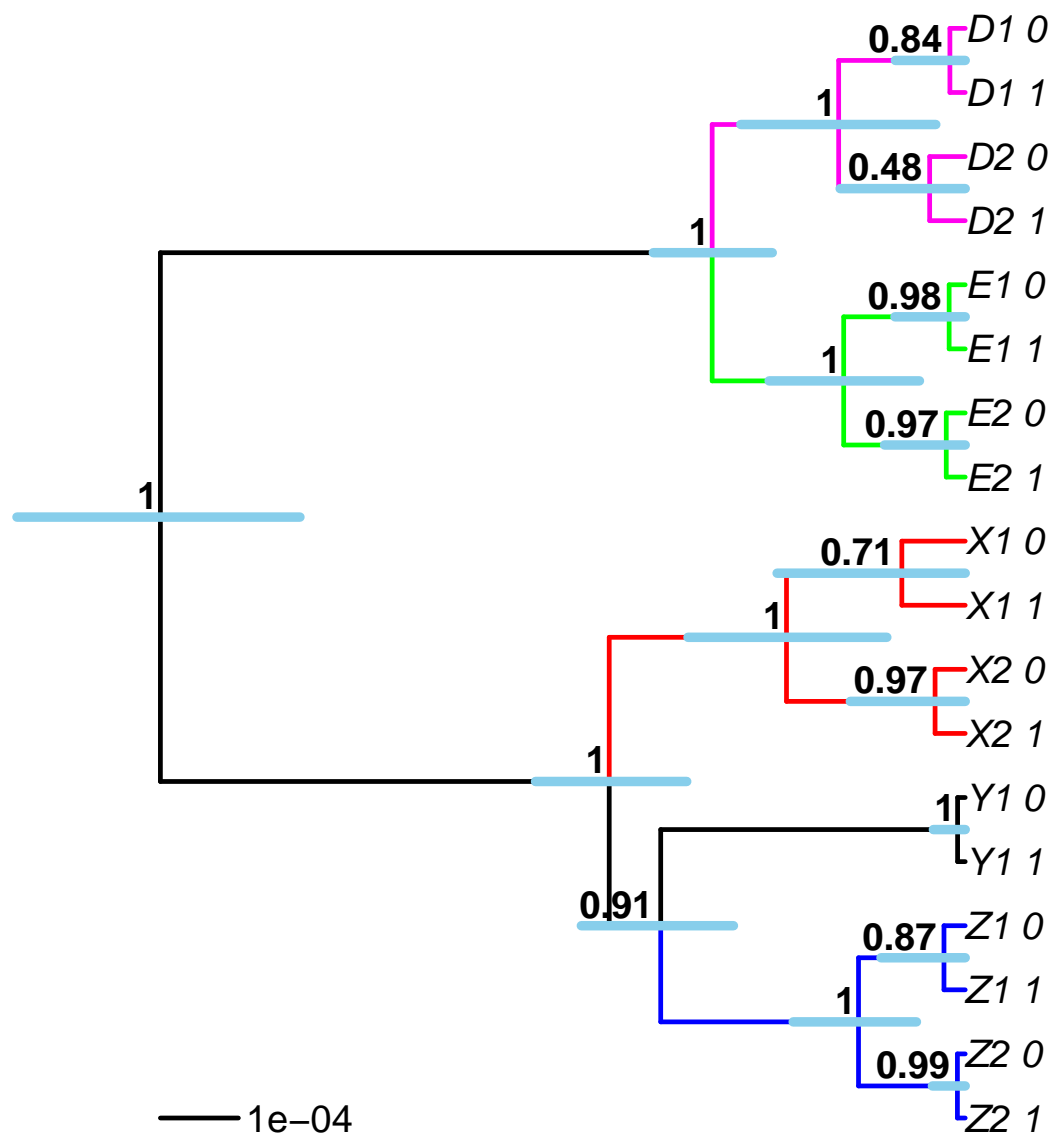 D1 0
0.84
D1 1
1
D2 0
0.48
D2 1
1
E1 0
0.98
E1 1
1
E2 0
0.97
E2 1
1
X1 0
0.71
X1 1
1
X2 0
0.97
X2 1
1
Y1 0
1
Y1 1
0.91
Z1 0
0.87
Z1 1
1
Z2 0
0.99
Z2 1
1e−04